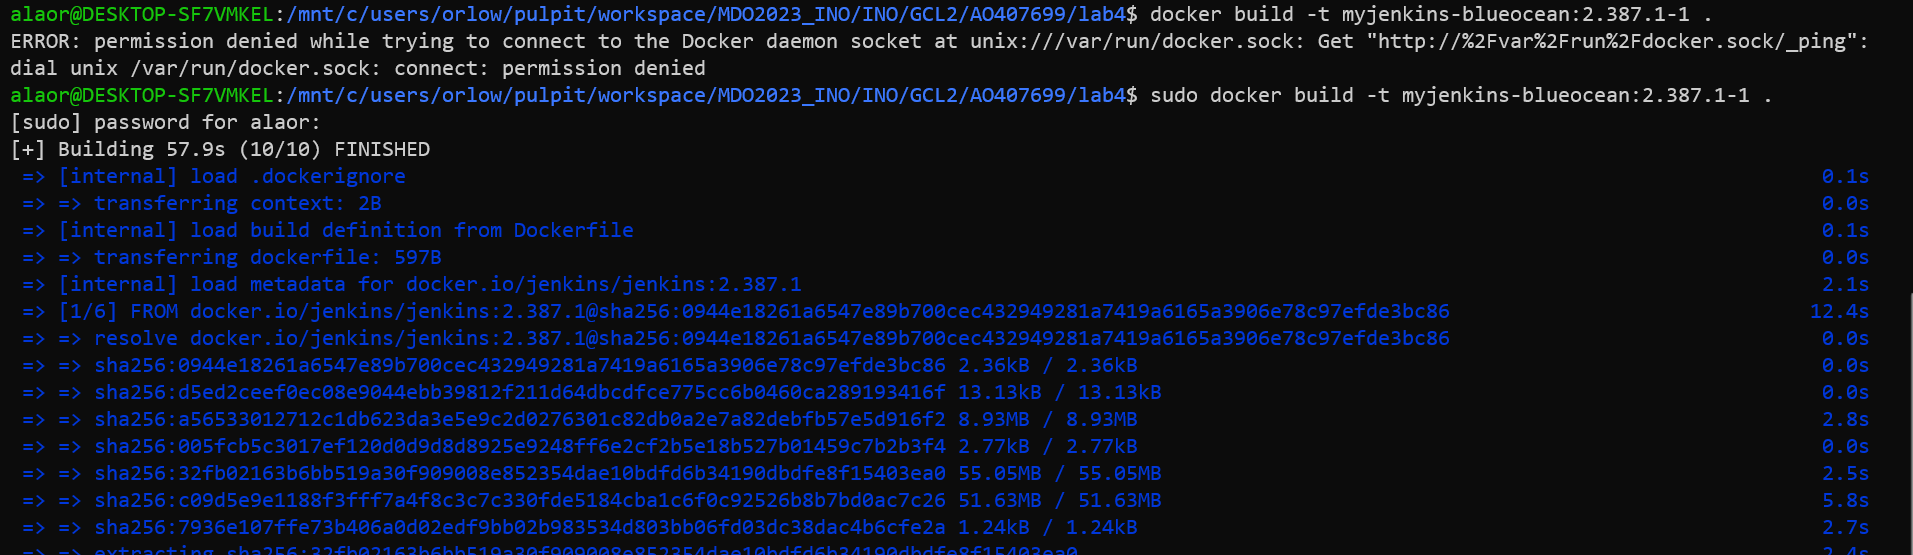 alaor@DESKTOP-SF7VMKEL:/mnt/c/users/orlow/pulpit/workspace/MDO2023_INO/INO/GCL2/AO407699/lab4$ docker build -t myjenkins-blueocean:2.387.1-1 .
ERROR: permission denied while trying to connect to the Docker daemon socket at unix:///var/run/docker.sock: Get "http://%2Fvar%2Frun%2Fdocker.sock/_ping":
dial unix /var/run/docker.sock: connect: permission denied
alaor@DESKTOP-SF7VMKEL:/mnt/c/users/orlow/pulpit/workspace/MDO2023_INO/INO/GCL2/AO407699/lab4$ sudo docker build -t myjenkins-blueocean:2.387.1-1 .
[sudo] password for alaor:
[+] Building 57.9s (10/10) FINISHED
=> [internal] load .dockerignore 0.1s
=> => transferring context: 2B 0.0s
=> [internal] load build definition from Dockerfile 0.1s
=> => transferring dockerfile: 597B 0.0s
=> [internal] load metadata for docker.io/jenkins/jenkins:2.387.1 2.1s
=> [1/6] FROM docker.io/jenkins/jenkins:2.387.1@sha256:0944e18261a6547e89b700cec432949281a7419a6165a3906e78c97efde3bc86 12.4s
=> => resolve docker.io/jenkins/jenkins:2.387.1@sha256:0944e18261a6547e89b700cec432949281a7419a6165a3906e78c97efde3bc86 0.0s
=> => sha256:0944e18261a6547e89b700cec432949281a7419a6165a3906e78c97efde3bc86 2.36kB / 2.36kB 0.0s
=> => sha256:d5ed2ceef0ec08e9044ebb39812f211d64dbcdfce775cc6b0460ca289193416f 13.13kB / 13.13kB 0.0s
=> => sha256:a56533012712c1db623da3e5e9c2d0276301c82db0a2e7a82debfb57e5d916f2 8.93MB / 8.93MB 2.8s
=> => sha256:005fcb5c3017ef120d0d9d8d8925e9248ff6e2cf2b5e18b527b01459c7b2b3f4 2.77kB / 2.77kB 0.0s
=> => sha256:32fb02163b6bb519a30f909008e852354dae10bdfd6b34190dbdfe8f15403ea0 55.05MB / 55.05MB 2.5s
=> => sha256:c09d5e9e1188f3fff7a4f8c3c7c330fde5184cba1c6f0c92526b8b7bd0ac7c26 51.63MB / 51.63MB 5.8s
=> => sha256:7936e107ffe73b406a0d02edf9bb02b983534d803bb06fd03dc38dac4b6cfe2a 1.24kB / 1.24kB 2.7s
=> => extracting sha256:32fb02163b6bb519a30f909008e852354dae10bdfd6b34190dbdfe8f15403ea0 2.4s